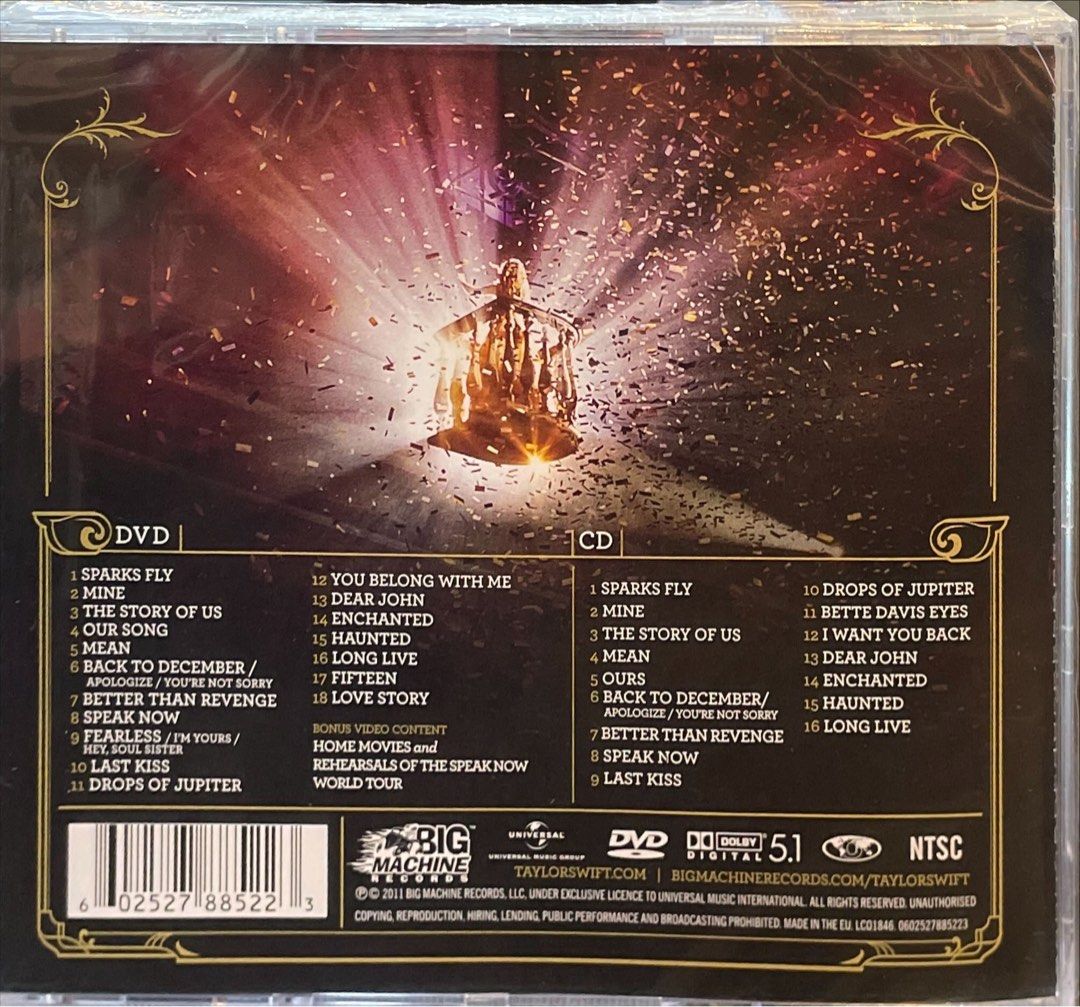 DVD
1 SPARKS FLY
2 MINE
3 THE STORY OF US
4 OUR SONG
5 MEAN
6 BACK TO DECEMBER /
APOLOGIZE / YOU'RE NOT SORRY
7 BETTER THAN REVENGE
8 SPEAK NOW
9 FEARLESS / I'M YOURS /
HEY, SOUL SISTER
10 LAST KISS
11 DROPS OF JUPITER
12 YOU BELONG WITH ME
13 DEAR JOHN
14 ENCHANTED
15 HAUNTED
16 LONG LIVE
17 FIFTEEN
18 LOVE STORY
BONUS VIDEO CONTENT
HOME MOVIES and
REHEARSALS OF THE SPEAK NOW
WORLD TOUR
CD
1 SPARKS FLY
2 MINE
3 THE STORY OF US
4 MEAN
5 OURS
6 BACK TO DECEMBER/
APOLOGIZE / YOU'RE NOT SORRY
7 BETTER THAN REVENGE
8 SPEAK NOW
9 LAST KISS
10 DROPS OF JUPITER
11 BETTE DAVIS EYES
12 I WANT YOU BACK
13 DEAR JOHN
14 ENCHANTED
15 HAUNTED
16 LONG LIVE
6 02527 88522 3
BIG MACHINE RECORDS
UNIVERSAL
UNIVERSAL MUSIC GROUP
DVD
VIDEO
DOLBY
DIGITAL 5.1
NTSC
TAYLORSWIFT.COM | BIGMACHINERECORDS.COM/TAYLORSWIFT
℗© 2011 BIG MACHINE RECORDS, LLC, UNDER EXCLUSIVE LICENCE TO UNIVERSAL MUSIC INTERNATIONAL. ALL RIGHTS RESERVED. UNAUTHORISED
COPYING, REPRODUCTION, HIRING, LENDING, PUBLIC PERFORMANCE AND BROADCASTING PROHIBITED. MADE IN THE EU. LC01846. 0602527885223